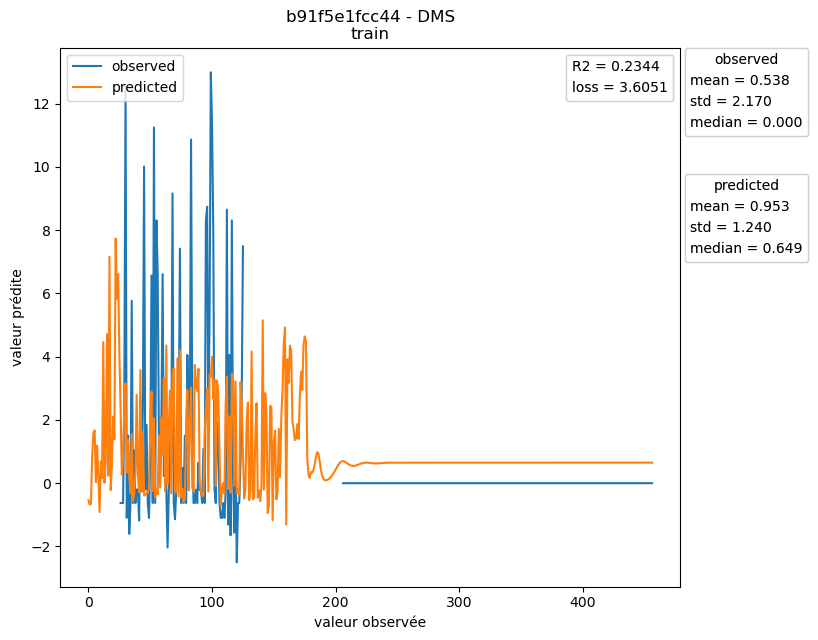 b91f5e1fcc44 - DMS
train
observed
predicted
R2 = 0.2344
loss = 3.6051
observed
mean = 0.538
std = 2.170
median = 0.000
predicted
mean = 0.953
std = 1.240
median = 0.649
valeur prédite
12
10
8
6
4
2
0
−2
0
100
200
300
400
valeur observée